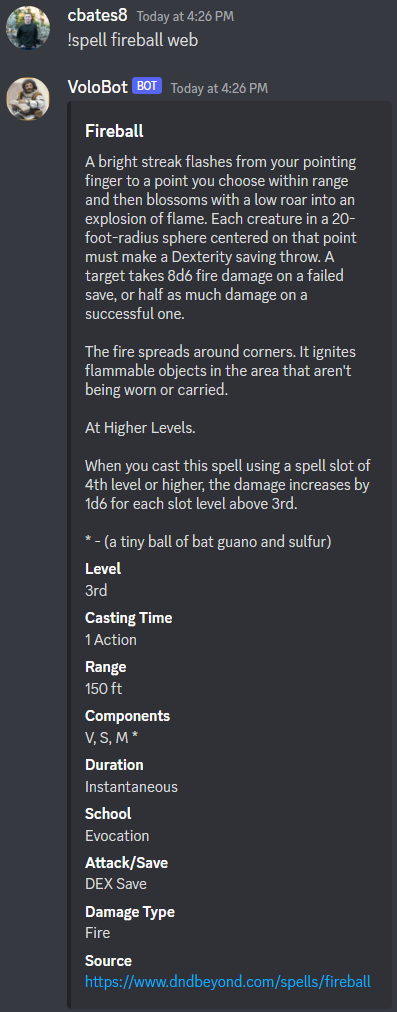 cbates8 Today at 4:26 PM
!spell fireball web
VoloBot BOT Today at 4:26 PM
Fireball
A bright streak flashes from your pointing
finger to a point you choose within range
and then blossoms with a low roar into an
explosion of flame. Each creature in a 20-
foot-radius sphere centered on that point
must make a Dexterity saving throw. A
target takes 8d6 fire damage on a failed
save, or half as much damage on a
successful one.
The fire spreads around corners. It ignites
flammable objects in the area that aren't
being worn or carried.
At Higher Levels.
When you cast this spell using a spell slot of
4th level or higher, the damage increases by
1d6 for each slot level above 3rd.
* - (a tiny ball of bat guano and sulfur)
Level
3rd
Casting Time
1 Action
Range
150 ft
Components
V, S, M *
Duration
Instantaneous
School
Evocation
Attack/Save
DEX Save
Damage Type
Fire
Source
https://www.dndbeyond.com/spells/fireball